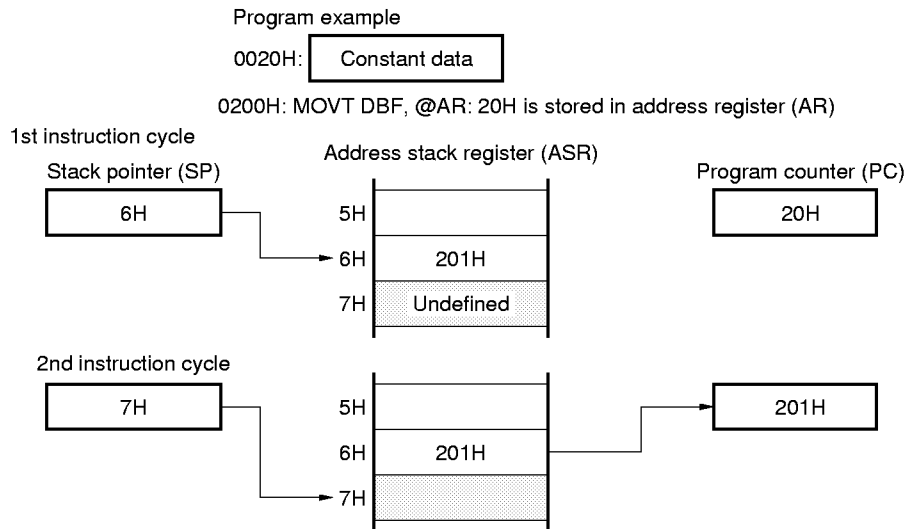 Program example
0020H: Constant data
0200H: MOVT DBF, @AR: 20H is stored in address register (AR)
1st instruction cycle
Stack pointer (SP)
Address stack register (ASR)
Program counter (PC)
6H
5H
20H
6H
201H
7H
Undefined
2nd instruction cycle
7H
5H
201H
6H
201H
7H